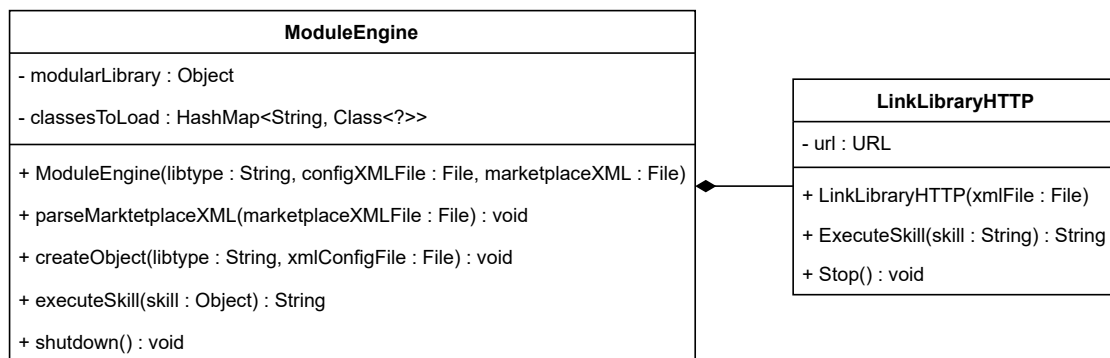 ModuleEngine
- modularLibrary : Object
- classesToLoad : HashMap<String, Class<?>>
+ ModuleEngine(libtype : String, configXMLFile : File, marketplaceXML : File)
+ parseMarktetplaceXML(marketplaceXMLFile : File) : void
+ createObject(libtype : String, xmlConfigFile : File) : void
+ executeSkill(skill : Object) : String
+ shutdown() : void
LinkLibraryHTTP
- url : URL
+ LinkLibraryHTTP(xmlFile : File)
+ ExecuteSkill(skill : String) : String
+ Stop() : void